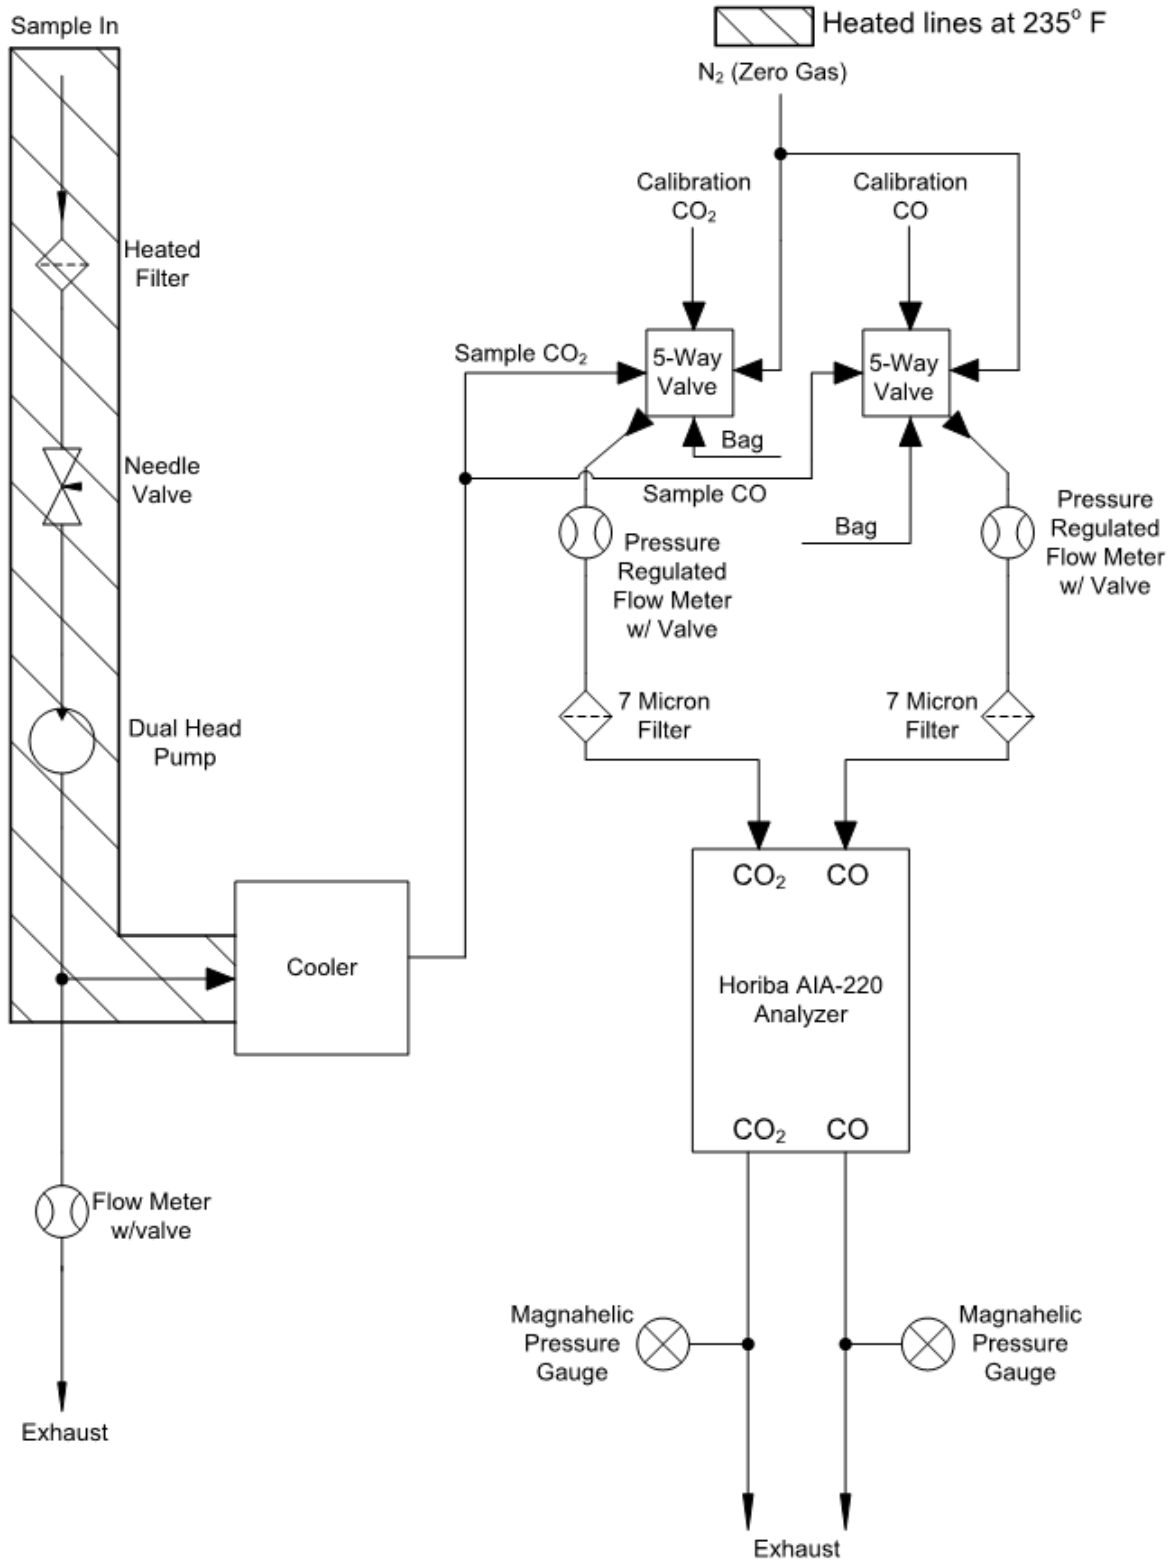 Sample In
Heated lines at 235° F
N₂ (Zero Gas)
Calibration
CO₂
Calibration
CO
Heated
Filter
Sample CO₂
5-Way
Valve
5-Way
Valve
Bag
Needle
Valve
Sample CO
Bag
Pressure
Regulated
Flow Meter
w/ Valve
Pressure
Regulated
Flow Meter
w/ Valve
7 Micron
Filter
7 Micron
Filter
Dual Head
Pump
CO₂ CO
Cooler
Horiba AIA-220
Analyzer
CO₂ CO
Flow Meter
w/valve
Magnahelic
Pressure
Gauge
Magnahelic
Pressure
Gauge
Exhaust
Exhaust